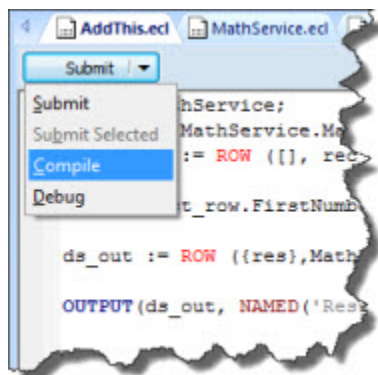 AddThis.ecl MathService.ecl
Submit
Submit
Submit Selected
Compile
Debug
hService;
MathService.Ma
:= ROW ([], rec
t_row.FirstNumb
ds_out := ROW ({res},Math
OUTPUT(ds_out, NAMED('Res